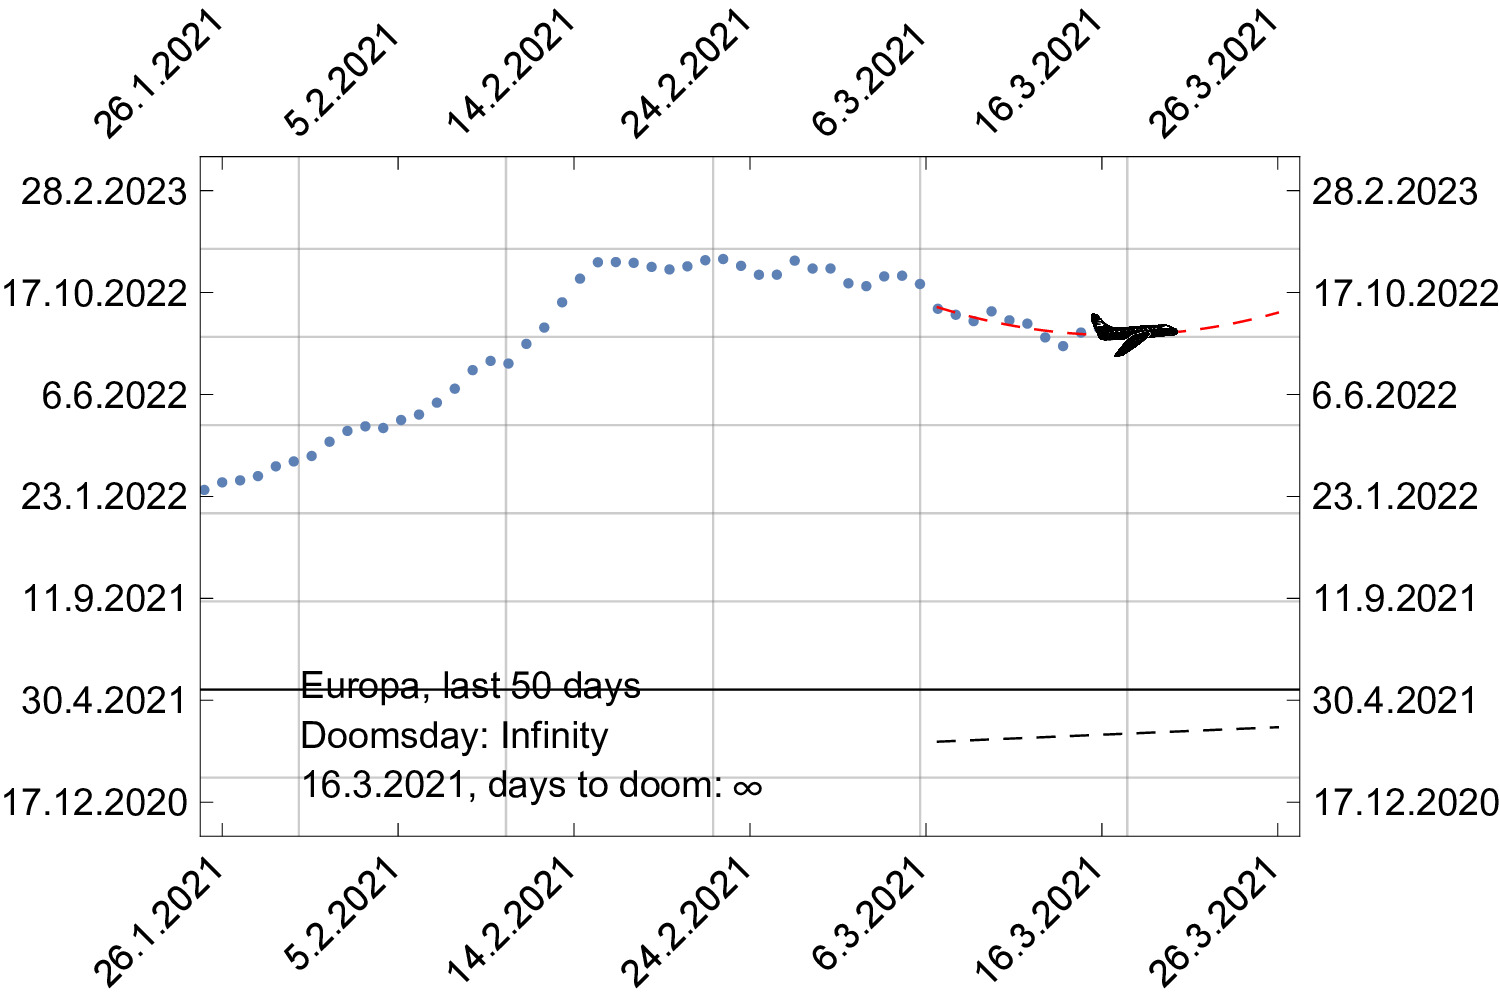 26.1.2021 5.2.2021 14.2.2021 24.2.2021 6.3.2021 16.3.2021 26.3.2021
28.2.2023 28.2.2023
17.10.2022 17.10.2022
6.6.2022 6.6.2022
23.1.2022 23.1.2022
11.9.2021 11.9.2021
Europa, last 50 days
30.4.2021 30.4.2021
Doomsday: Infinity
16.3.2021, days to doom: ∞
17.12.2020 17.12.2020
26.1.2021 5.2.2021 14.2.2021 24.2.2021 6.3.2021 16.3.2021 26.3.2021